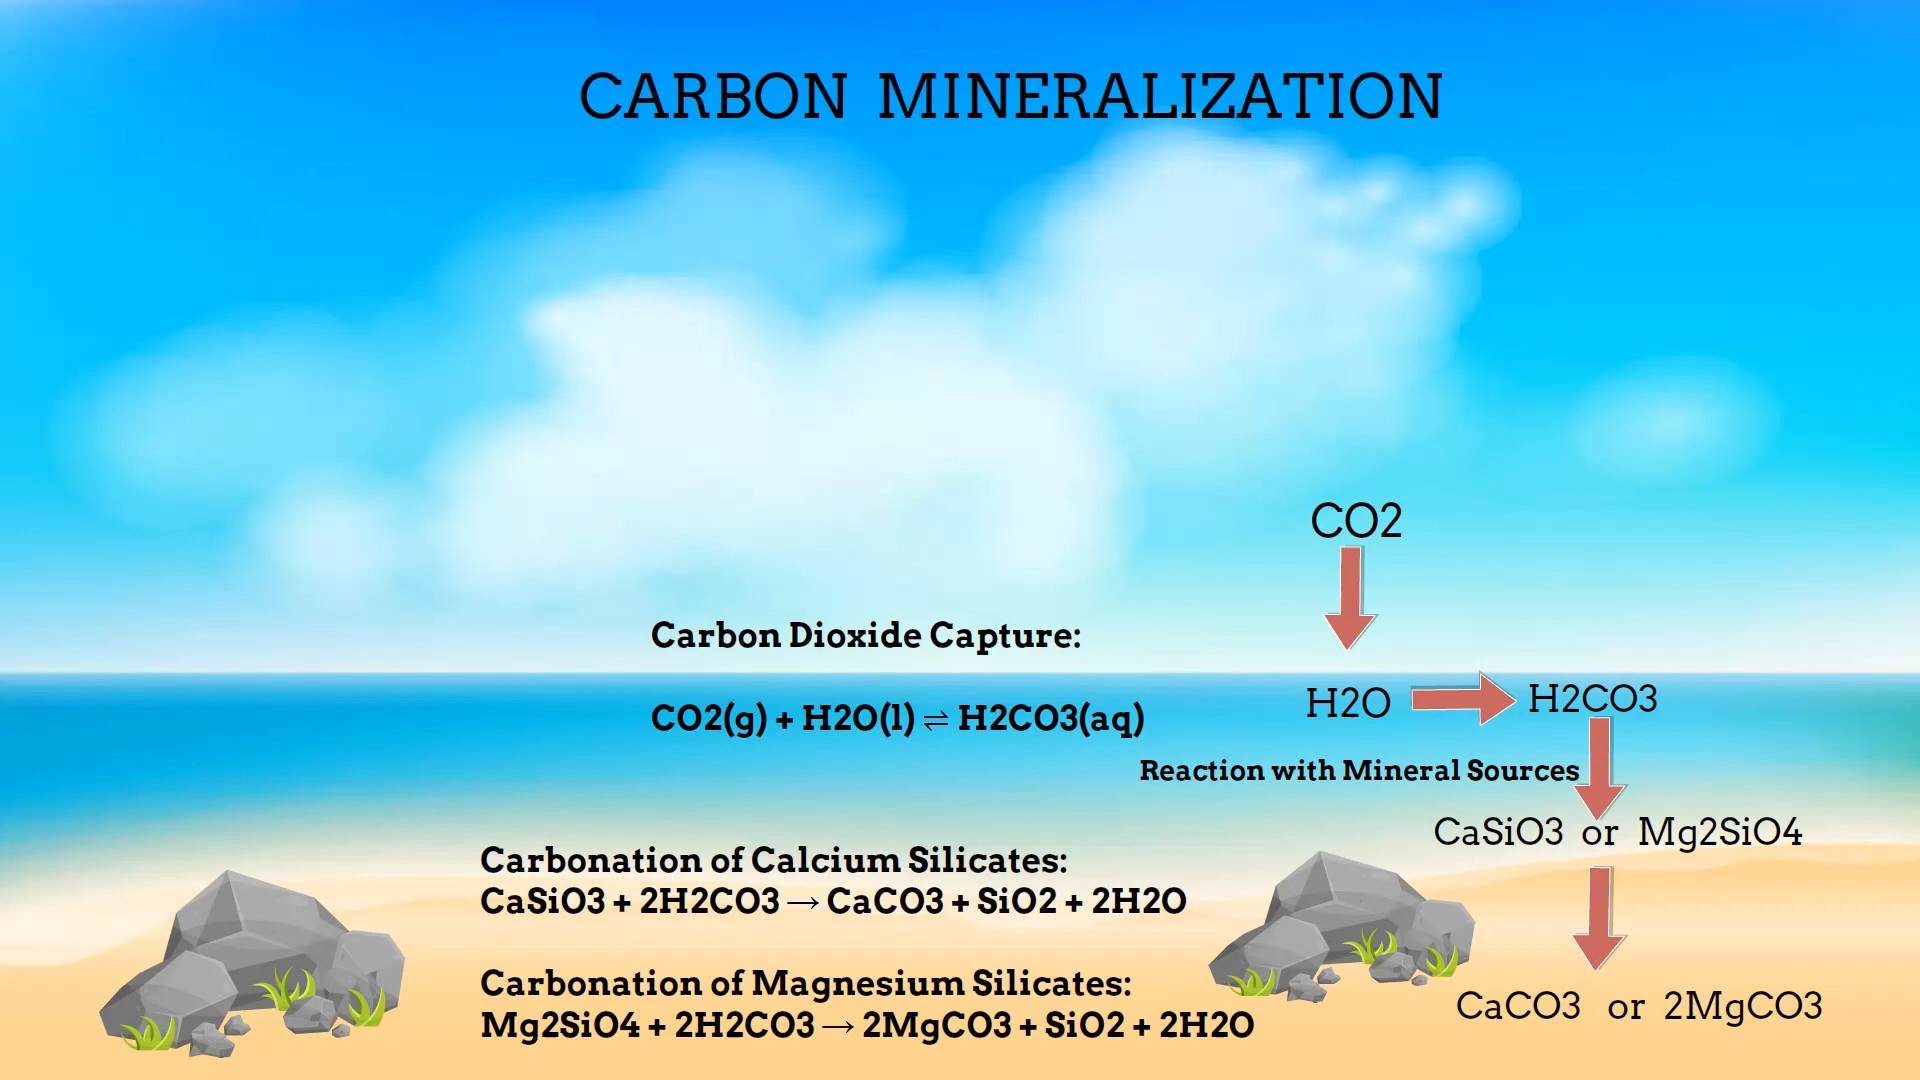 CARBON MINERALIZATION
CO2
Carbon Dioxide Capture:
H2O
H2CO3
CO2(g) + H2O(l) ⇌ H2CO3(aq)
Reaction with Mineral Sources
CaSiO3 or Mg2SiO4
Carbonation of Calcium Silicates:
CaSiO3 + 2H2CO3 → CaCO3 + SiO2 + 2H2O
Carbonation of Magnesium Silicates:
Mg2SiO4 + 2H2CO3 → 2MgCO3 + SiO2 + 2H2O
CaCO3 or 2MgCO3